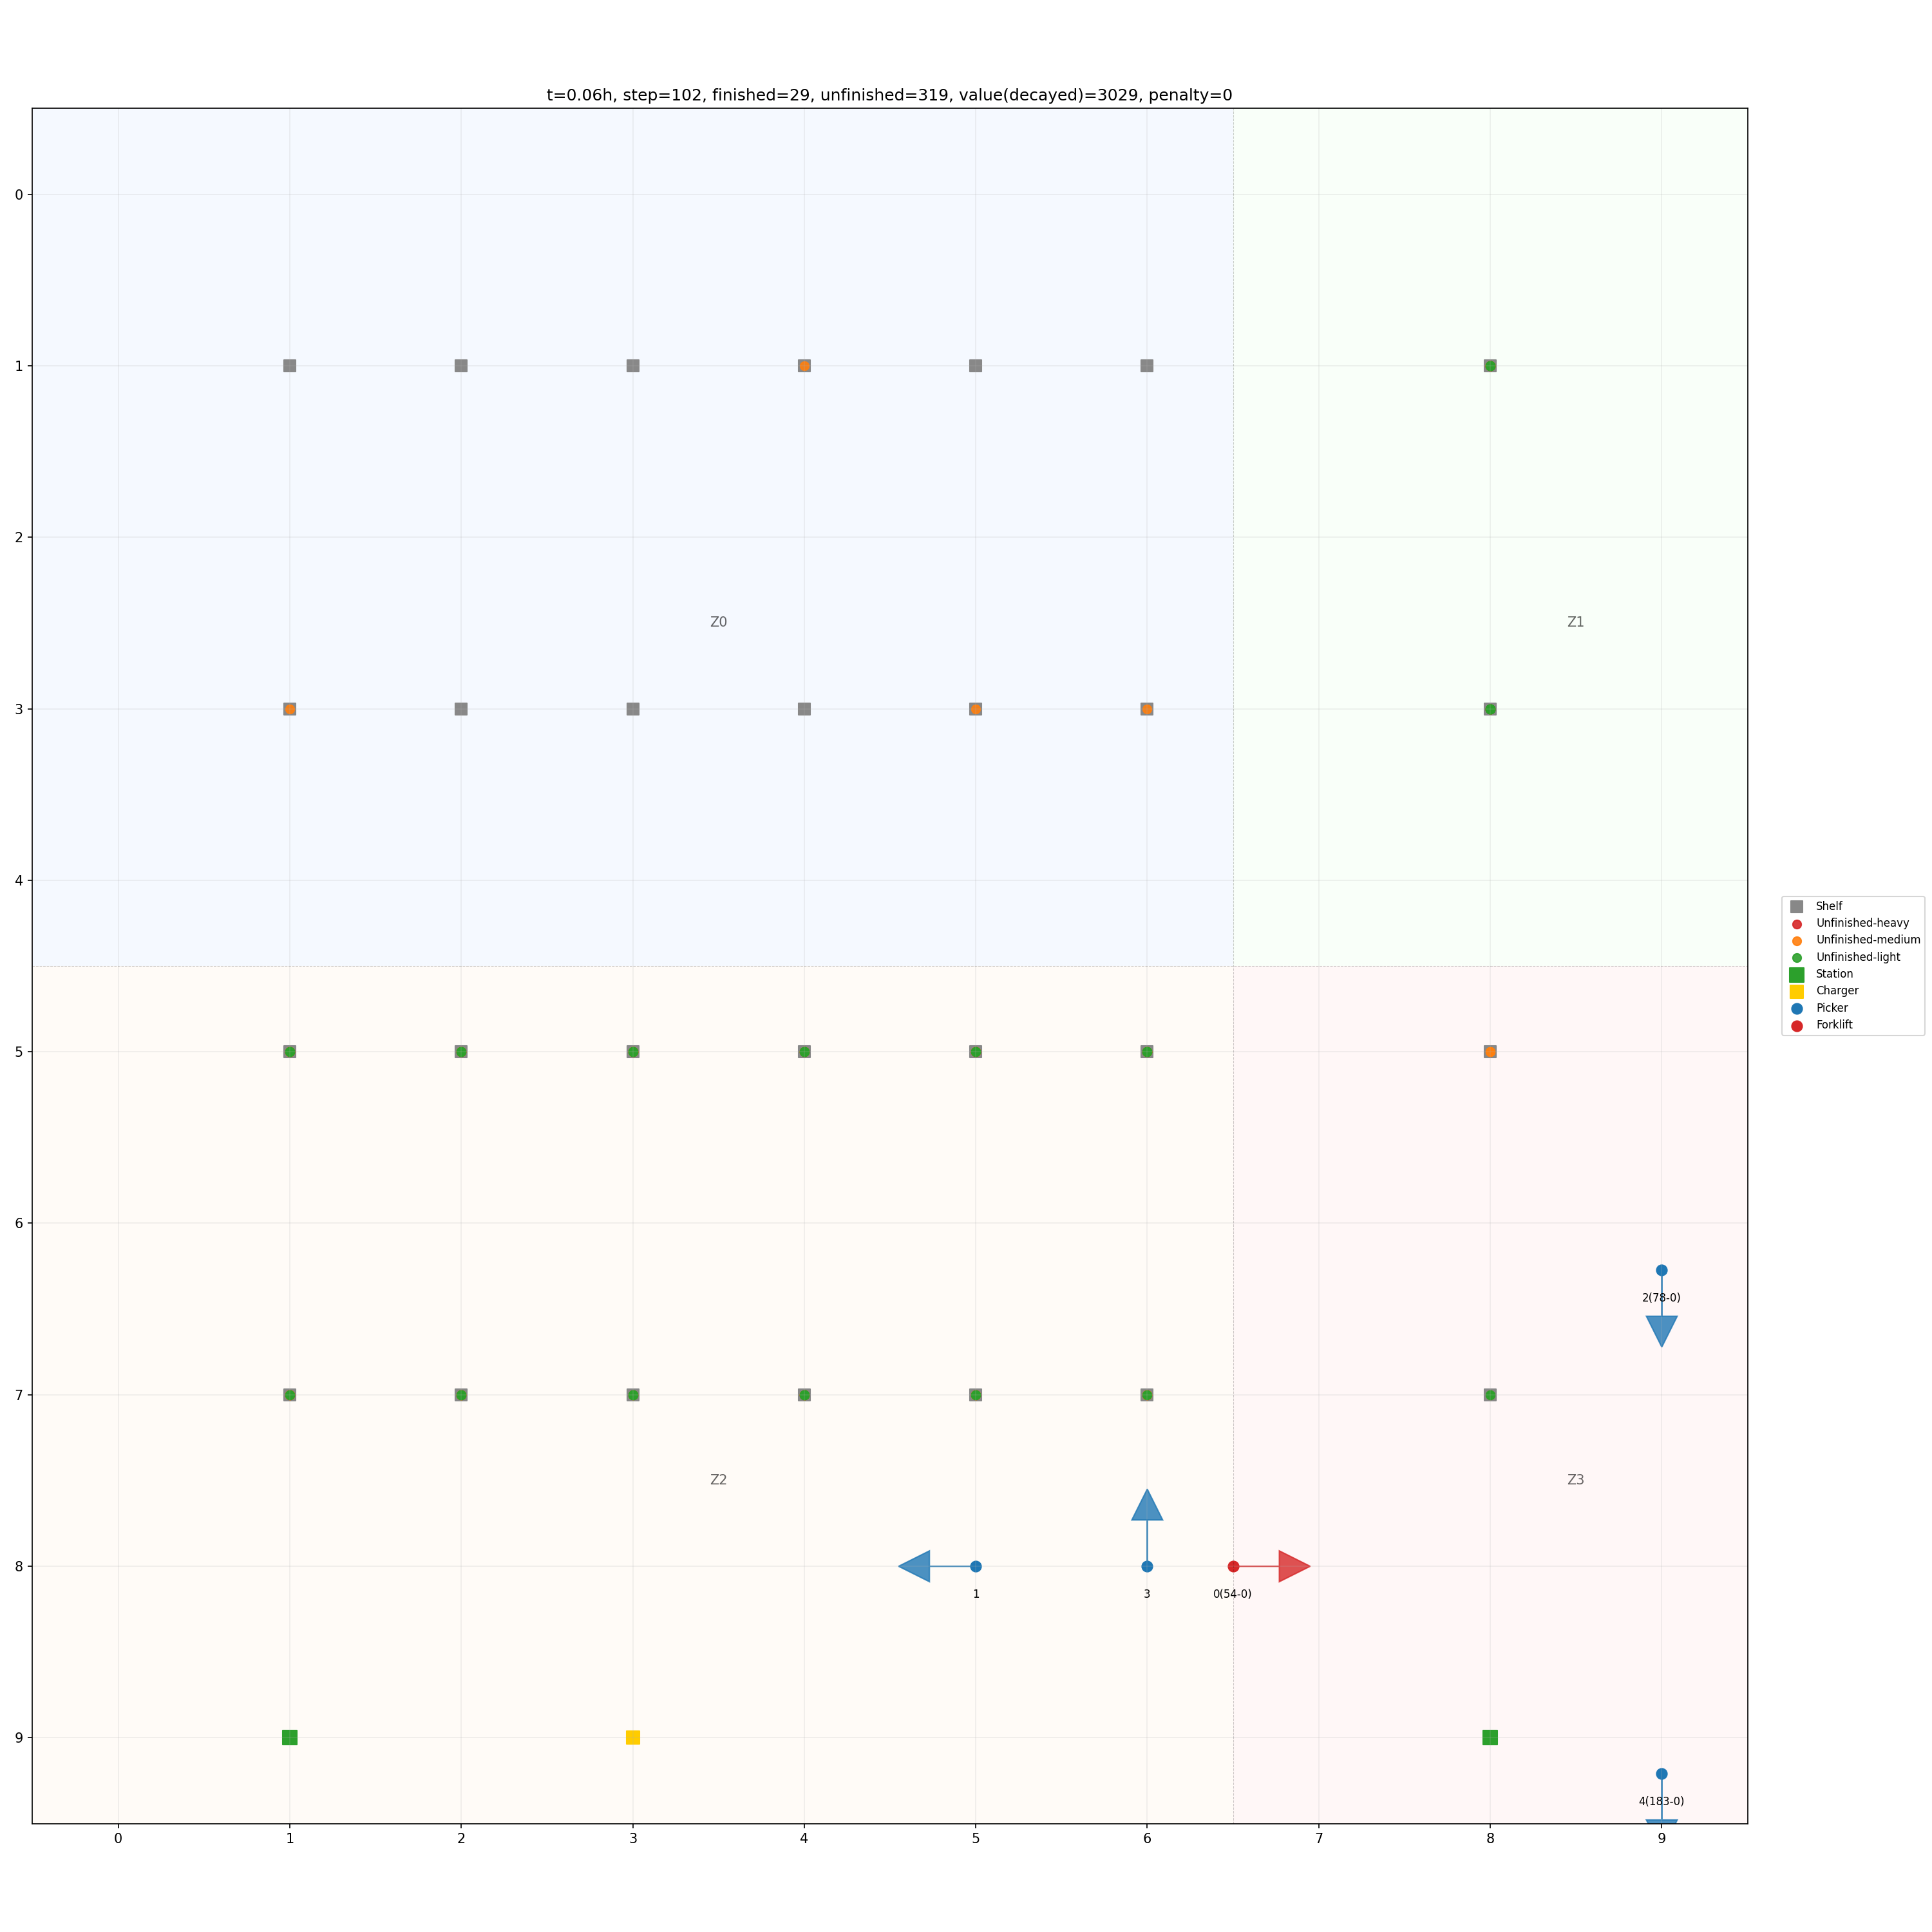 t=0.06h, step=102, finished=29, unfinished=319, value(decayed)=3029, penalty=0
0
1
2
Z0
Z1
3
4
Shelf
Unfinished-heavy
Unfinished-medium
Unfinished-light
Station
Charger
Picker
Forklift
5
6
2(78-0)
7
Z2
Z3
8
1
3
0(54-0)
9
4(183-0)
0 1 2 3 4 5 6 7 8 9